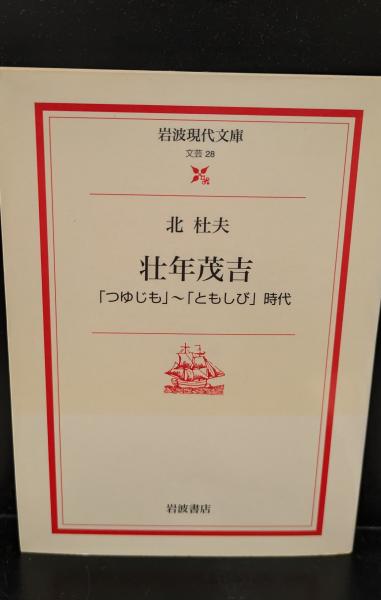 岩波現代文庫
文芸 28
北 杜夫
壮年茂吉
「つゆじも」～「ともしび」時代
岩波書店